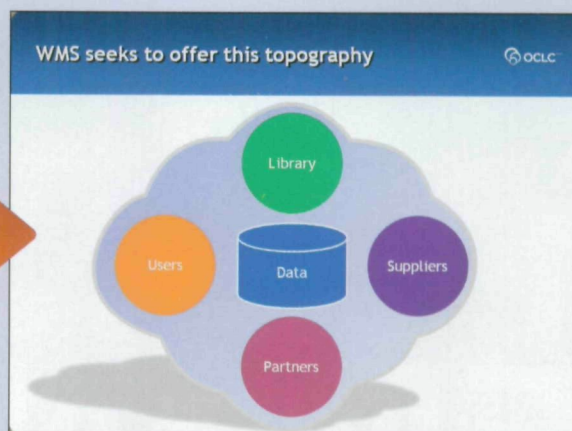 WMS seeks to offer this topography
OCLC
Library
Users
Data
Suppliers
Partners